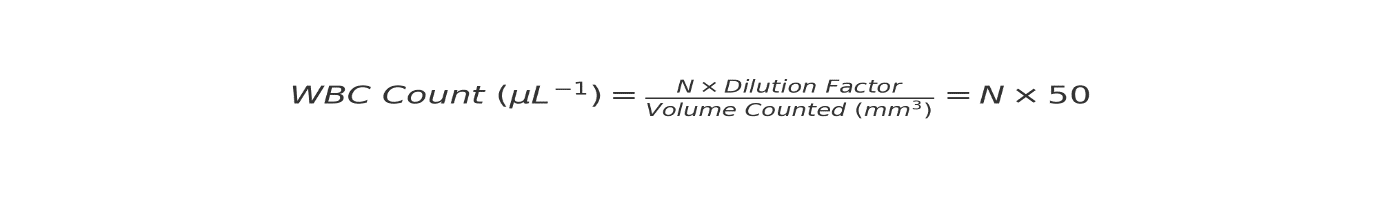 WBC Count (μL⁻¹) = N × Dilution Factor / Volume Counted (mm³) = N × 50